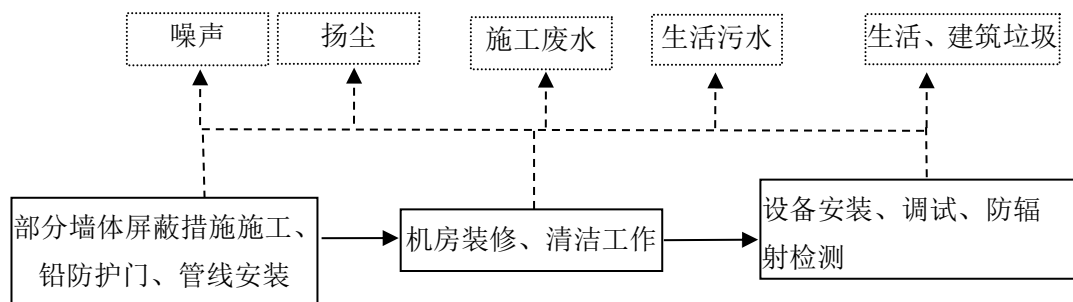 噪声
扬尘
施工废水
生活污水
生活、建筑垃圾
部分墙体屏蔽措施施工、
铅防护门、管线安装
机房装修、清洁工作
设备安装、调试、防辐
射检测